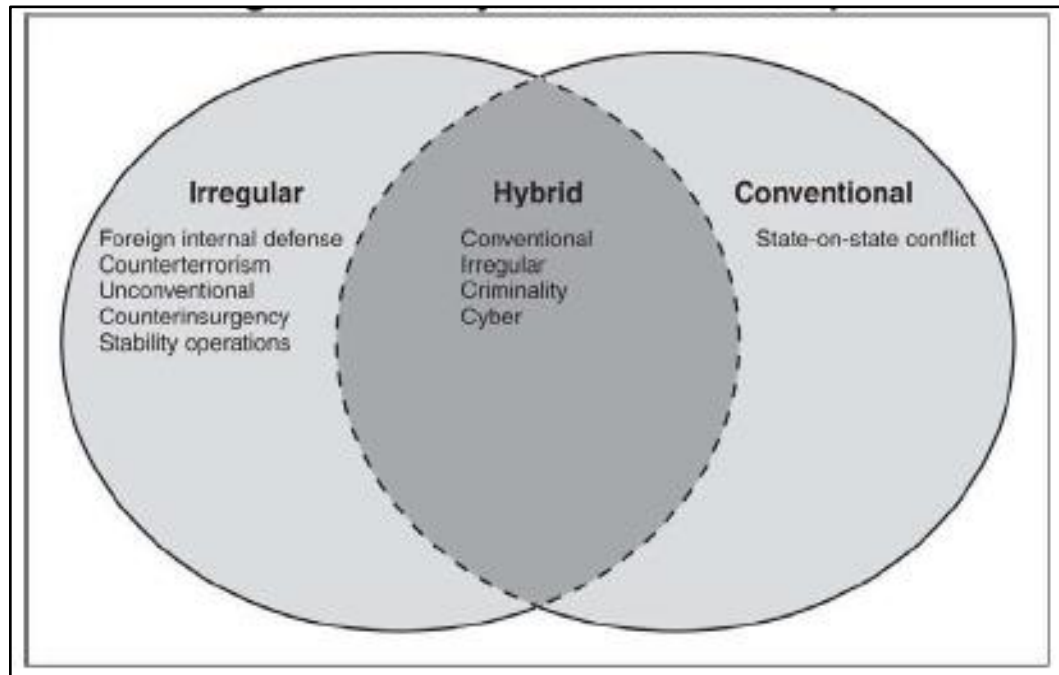 Irregular
Foreign internal defense
Counterterrorism
Unconventional
Counterinsurgency
Stability operations
Hybrid
Conventional
Irregular
Criminality
Cyber
Conventional
State-on-state conflict